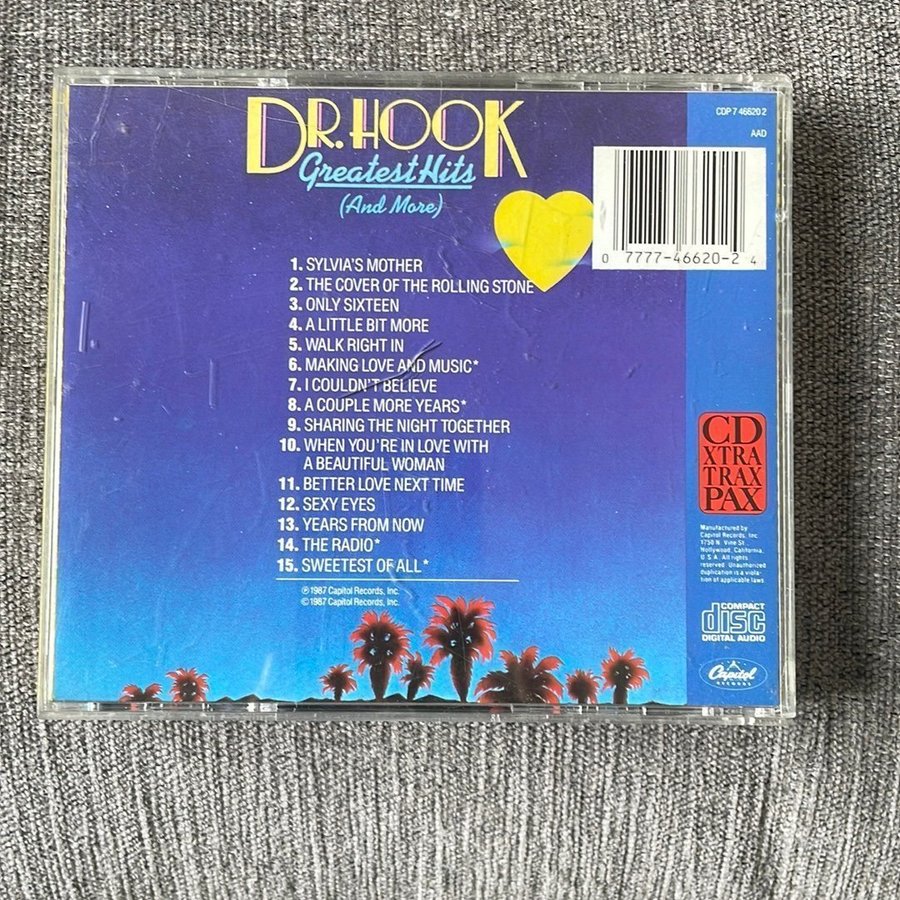 DR. HOOK
Greatest Hits
(And More)
CDP 7 46620 2
AAD
0 7777-46620-2 4
1. SYLVIA'S MOTHER
2. THE COVER OF THE ROLLING STONE
3. ONLY SIXTEEN
4. A LITTLE BIT MORE
5. WALK RIGHT IN
6. MAKING LOVE AND MUSIC*
7. I COULDN'T BELIEVE
8. A COUPLE MORE YEARS*
9. SHARING THE NIGHT TOGETHER
10. WHEN YOU'RE IN LOVE WITH
A BEAUTIFUL WOMAN
11. BETTER LOVE NEXT TIME
12. SEXY EYES
13. YEARS FROM NOW
14. THE RADIO*
15. SWEETEST OF ALL*
℗ 1987 Capitol Records, Inc.
© 1987 Capitol Records, Inc.
CD
XTRA
TRAX
PAX
Manufactured by
Capitol Records, Inc.
1750 N. Vine St.
Hollywood, California,
U.S.A. All rights
reserved. Unauthorized
duplication is a viola-
tion of applicable laws.
COMPACT
disc
DIGITAL AUDIO
Capitol
RECORDS